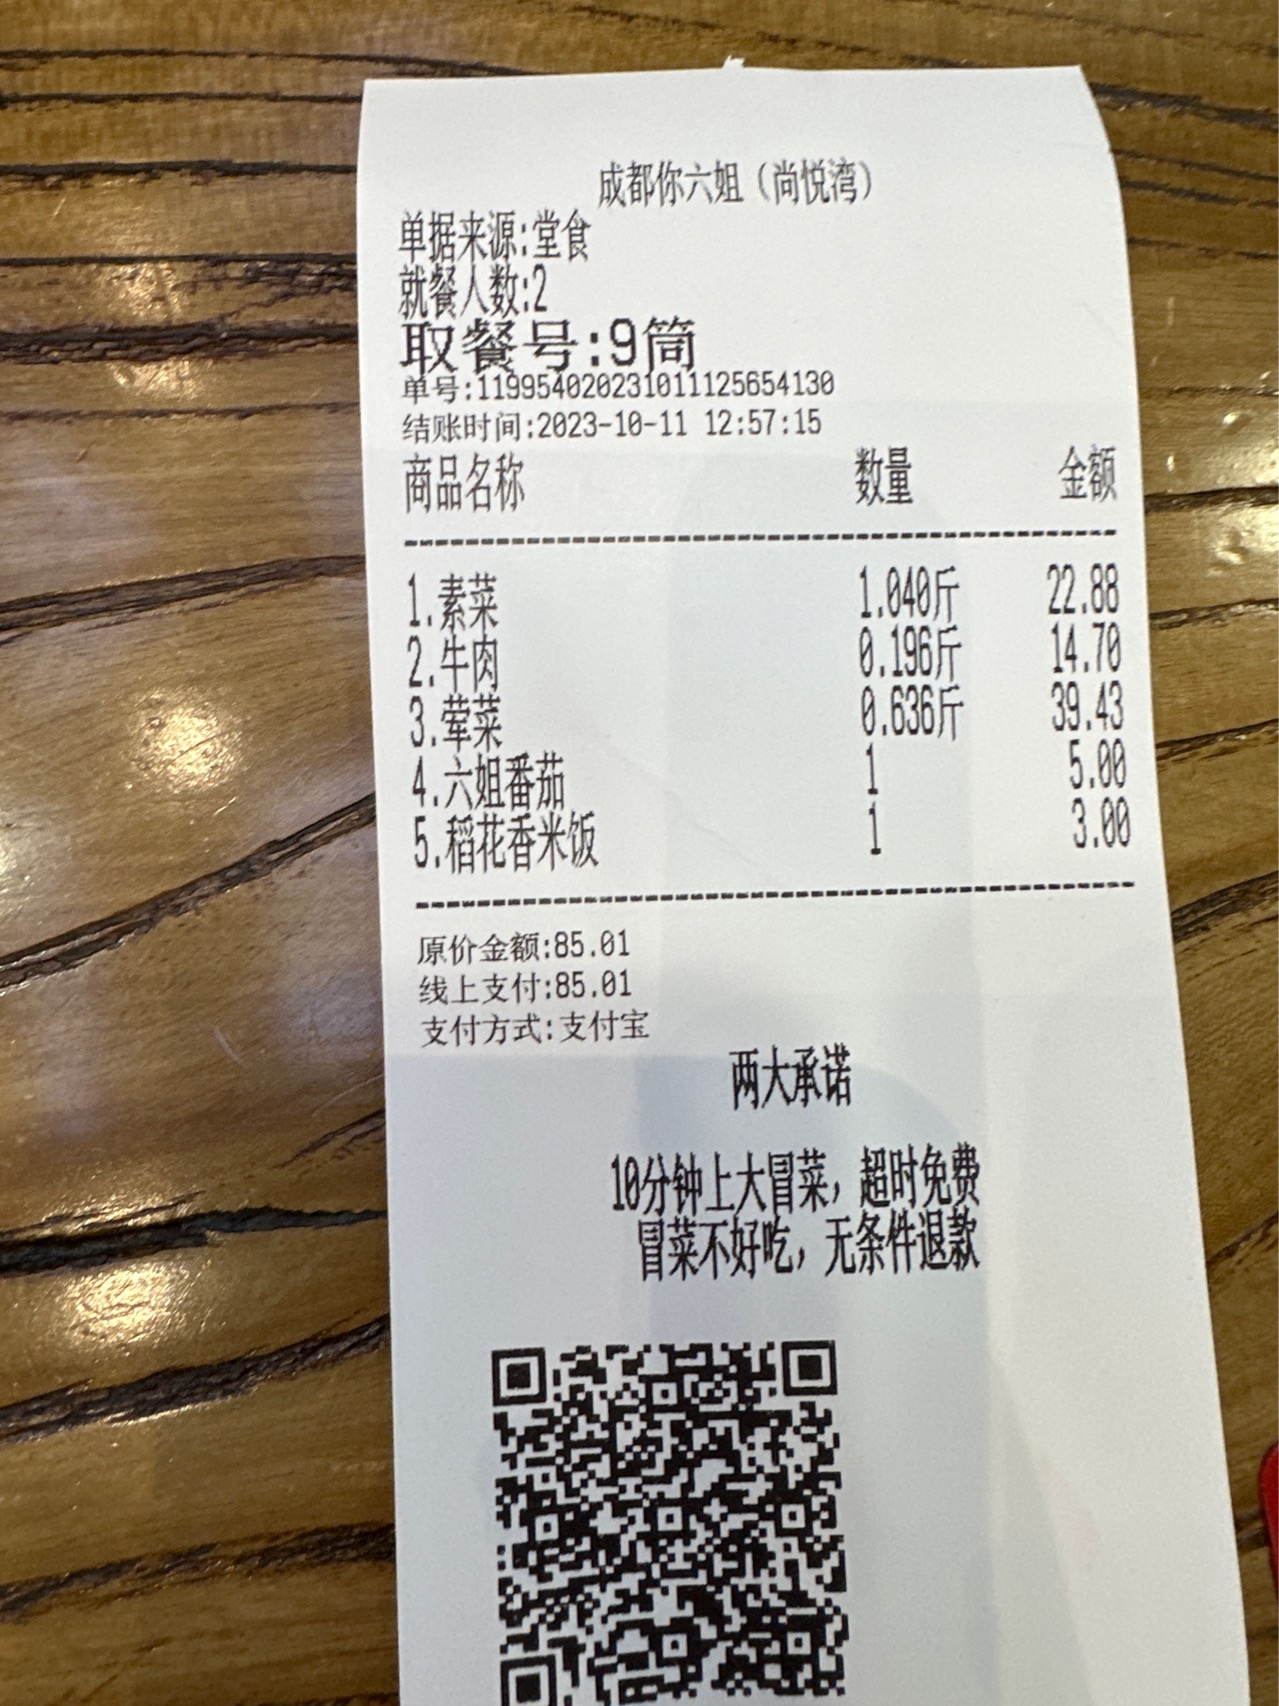 成都你六姐（尚悦湾）
单据来源:堂食
就餐人数:2
取餐号:9筒
单号:119954020231011125654130
结账时间:2023-10-11 12:57:15
商品名称 数量 金额
1.素菜 1.040斤 22.88
2.牛肉 0.196斤 14.70
3.荤菜 0.636斤 39.43
4.六姐番茄 1 5.00
5.稻花香米饭 1 3.00
原价金额:85.01
线上支付:85.01
支付方式:支付宝
两大承诺
10分钟上大冒菜，超时免费
冒菜不好吃，无条件退款